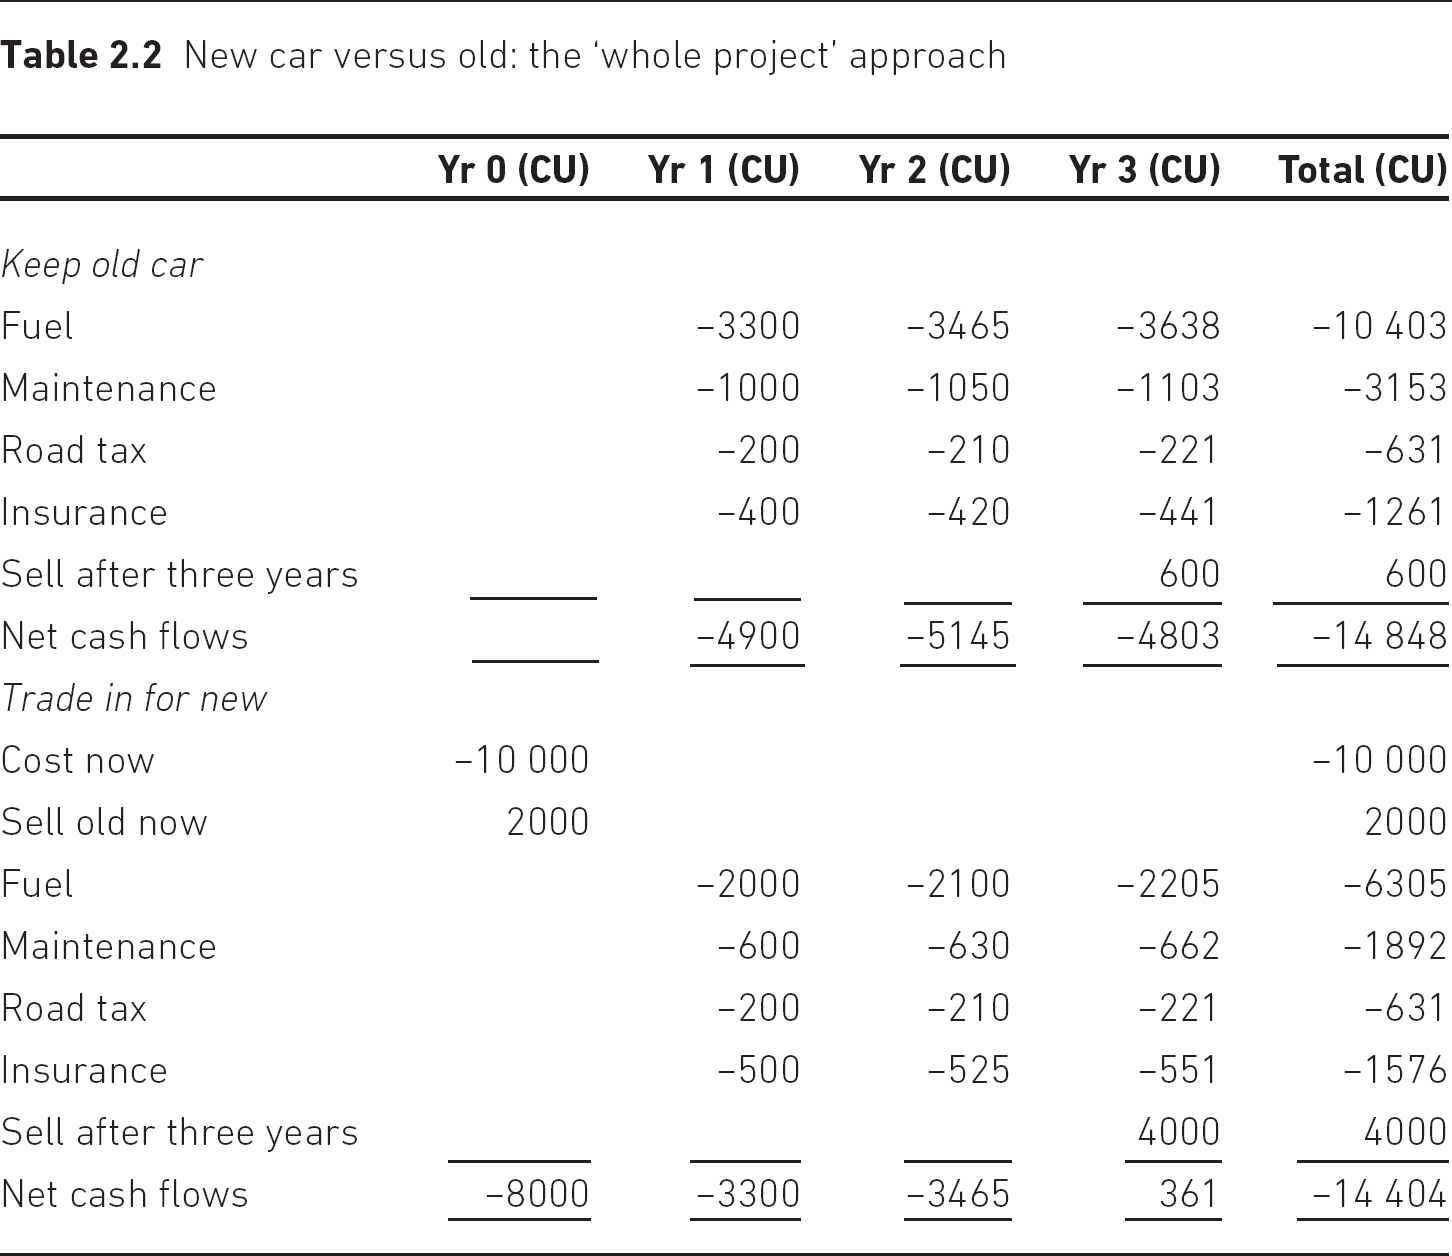 Table 2.2 New car versus old: the ‘whole project’ approach
Yr 0 (CU) Yr 1 (CU) Yr 2 (CU) Yr 3 (CU) Total (CU)
Keep old car
Fuel –3300 –3465 –3638 –10 403
Maintenance –1000 –1050 –1103 –3153
Road tax –200 –210 –221 –631
Insurance –400 –420 –441 –1261
Sell after three years 600 600
Net cash flows –4900 –5145 –4803 –14 848
Trade in for new
Cost now –10 000 –10 000
Sell old now 2000 2000
Fuel –2000 –2100 –2205 –6305
Maintenance –600 –630 –662 –1892
Road tax –200 –210 –221 –631
Insurance –500 –525 –551 –1576
Sell after three years 4000 4000
Net cash flows –8000 –3300 –3465 361 –14 404